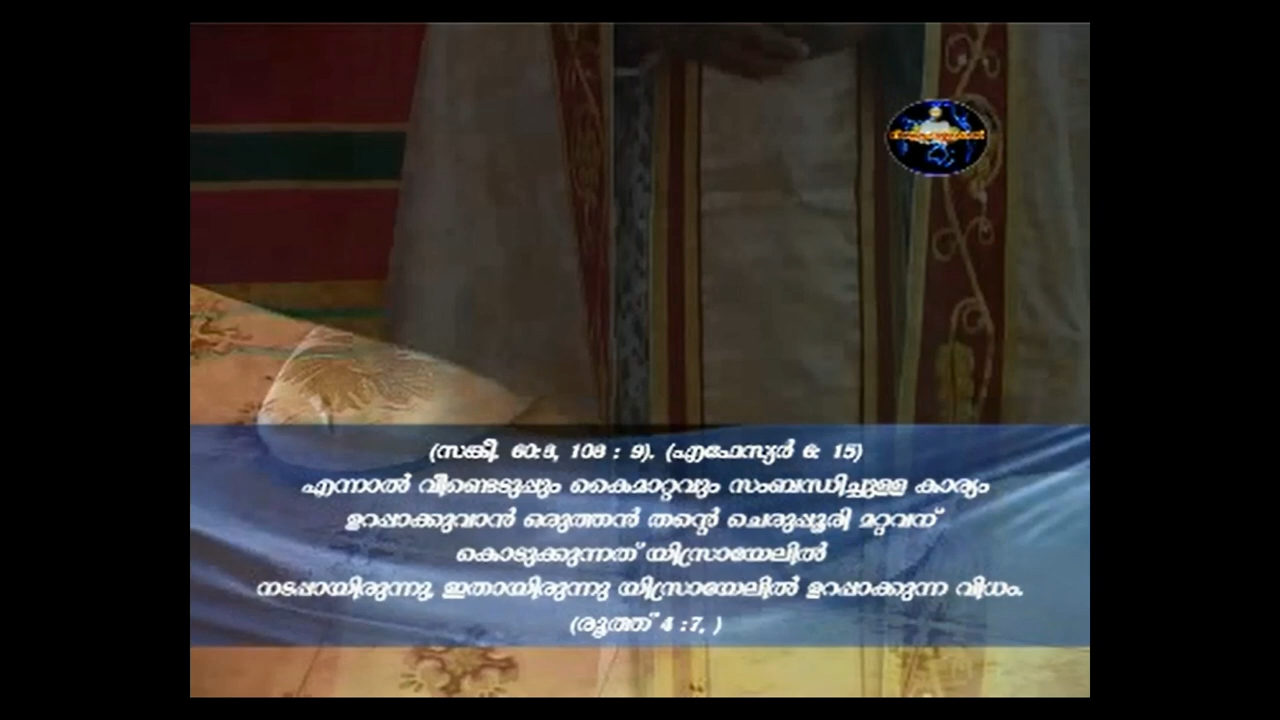 (സങ്കീ. 60:8, 108 : 9). (എഫേസ്യർ 6: 15)
എന്നാൽ വീണ്ടെടുപ്പും കൈമാറ്റവും സംബന്ധിച്ചുള്ള കാര്യം
ഉറപ്പാക്കുവാൻ ഒരുത്തൻ തന്റെ ചെരുപ്പൂരി മറ്റവന്
കൊടുക്കുന്നത് യിസ്രായേലിൽ
നടപ്പായിരുന്നു, ഇതായിരുന്നു യിസ്രായേലിൽ ഉറപ്പാക്കുന്ന വിധം.
(രൂത്ത് 4 :7, )